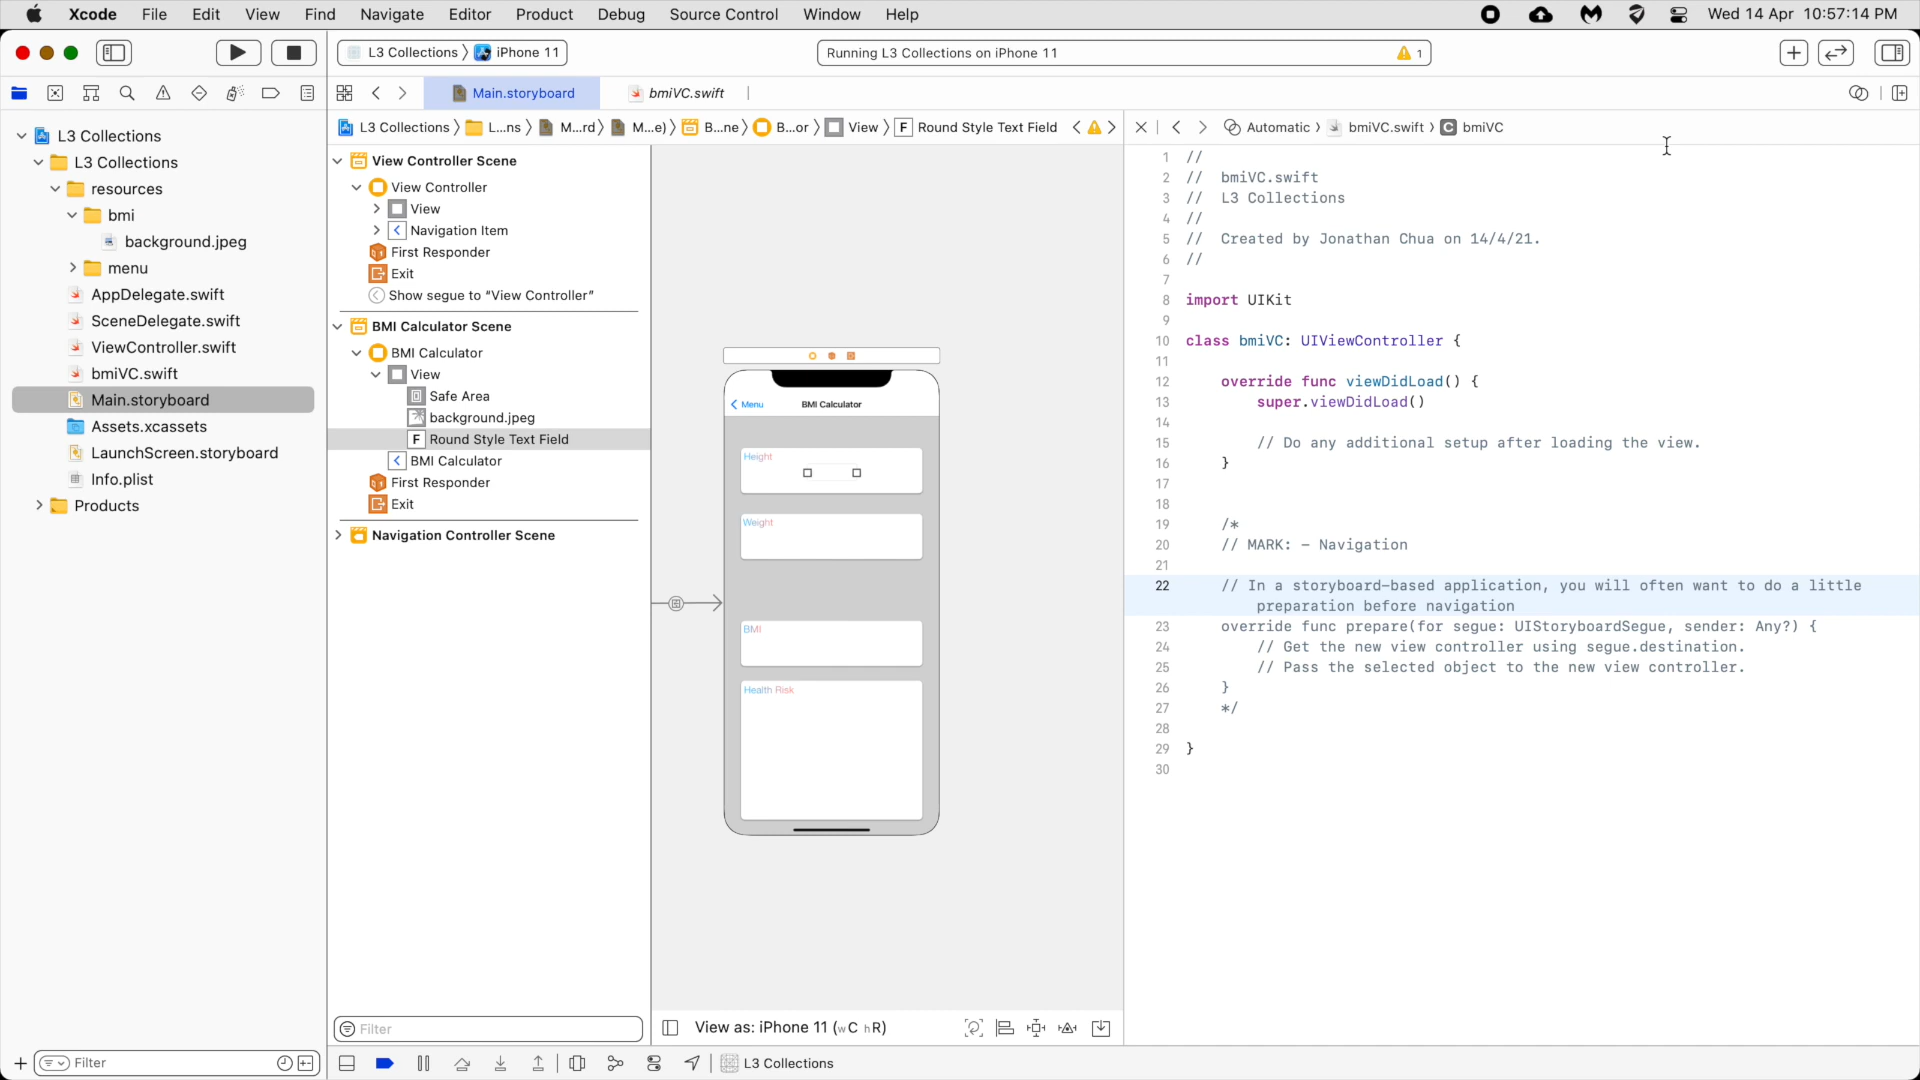 Xcode File Edit View Find Navigate Editor Product Debug Source Control Window Help Wed 14 Apr 10:57:14 PM
L3 Collections iPhone 11 Running L3 Collections on iPhone 11 1
Main.storyboard bmiVC.swift
L3 Collections L...ns M...rd M...e) B...ne B...or View F Round Style Text Field
Automatic bmiVC.swift C bmiVC
L3 Collections
L3 Collections
resources
bmi
background.jpeg
menu
AppDelegate.swift
SceneDelegate.swift
ViewController.swift
bmiVC.swift
Main.storyboard
Assets.xcassets
LaunchScreen.storyboard
Info.plist
Products
Filter
View Controller Scene
View Controller
View
Navigation Item
First Responder
Exit
Show segue to “View Controller”
BMI Calculator Scene
BMI Calculator
View
Safe Area
background.jpeg
F Round Style Text Field
BMI Calculator
First Responder
Exit
Navigation Controller Scene
Filter
Menu BMI Calculator
Height
Weight
BMI
Health Risk
View as: iPhone 11 (wC hR)
L3 Collections
1 //
2 // bmiVC.swift
3 // L3 Collections
4 //
5 // Created by Jonathan Chua on 14/4/21.
6 //
7
8 import UIKit
9
10 class bmiVC: UIViewController {
11
12 override func viewDidLoad() {
13 super.viewDidLoad()
14
15 // Do any additional setup after loading the view.
16 }
17
18
19 /*
20 // MARK: - Navigation
21
22 // In a storyboard-based application, you will often want to do a little
preparation before navigation
23 override func prepare(for segue: UIStoryboardSegue, sender: Any?) {
24 // Get the new view controller using segue.destination.
25 // Pass the selected object to the new view controller.
26 }
27 */
28
29 }
30